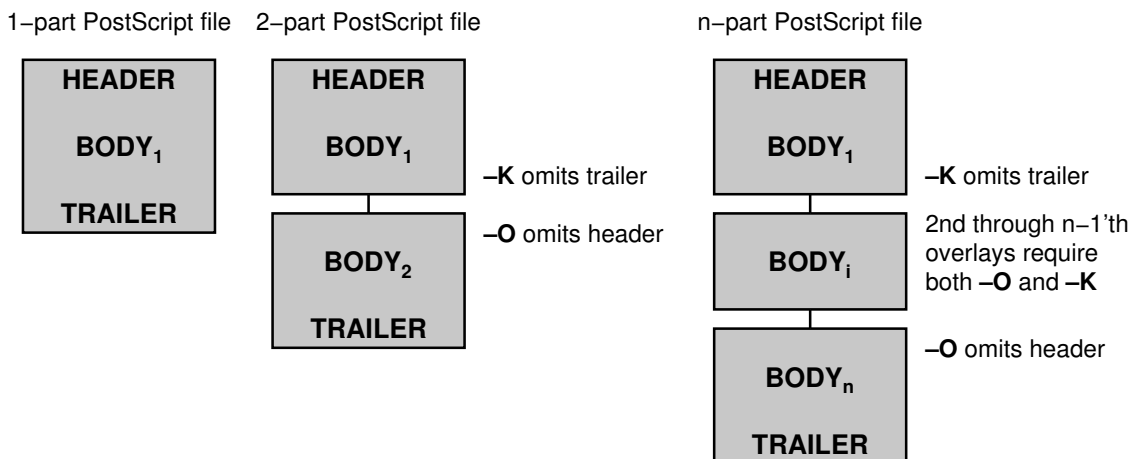 1−part PostScript file
HEADER
BODY1
TRAILER
2−part PostScript file
HEADER
BODY1
−K omits trailer
−O omits header
BODY2
TRAILER
n−part PostScript file
HEADER
BODY1
−K omits trailer
BODYi
2nd through n−1'th
overlays require
both −O and −K
−O omits header
BODYn
TRAILER